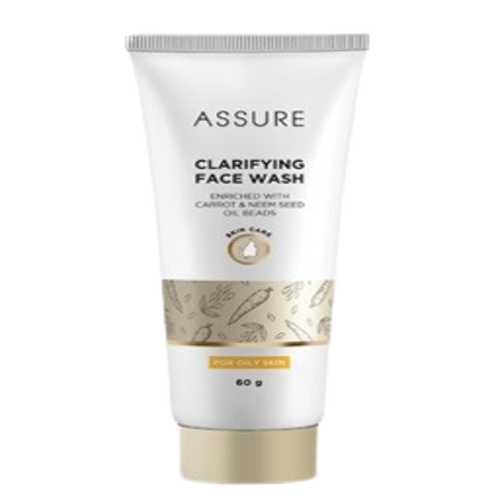 ASSURE
CLARIFYING
FACE WASH
ENRICHED WITH
CARROT & NEEM SEED
OIL BEADS
SKIN CARE
FOR OILY SKIN
60 g